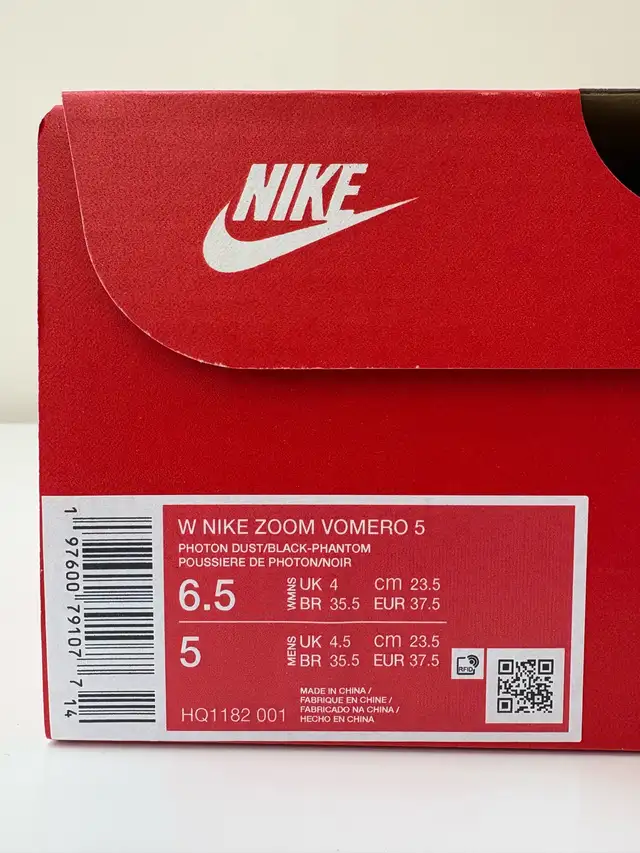 NIKE
W NIKE ZOOM VOMERO 5
PHOTON DUST/BLACK-PHANTOM
POUSSIERE DE PHOTON/NOIR
6.5 WMNS UK 4 cm 23.5
BR 35.5 EUR 37.5
5 MENS UK 4.5 cm 23.5
BR 35.5 EUR 37.5
RFID
HQ1182 001
MADE IN CHINA /
FABRIQUE EN CHINE /
FABRICADO NA CHINA /
HECHO EN CHINA
1 97600 79107 7 14